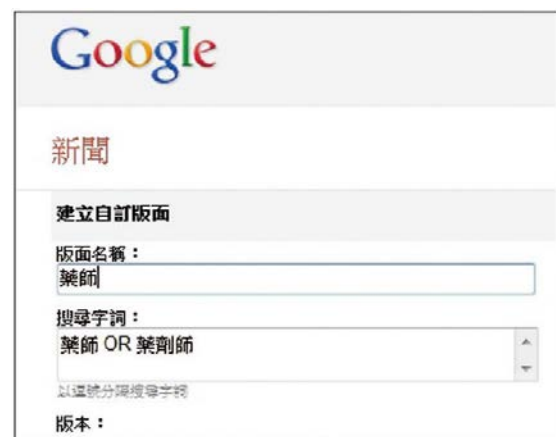 Google
新聞
建立自訂版面
版面名稱：
藥師
搜尋字詞：
藥師 OR 藥劑師
以逗號分隔搜尋字詞
版本：